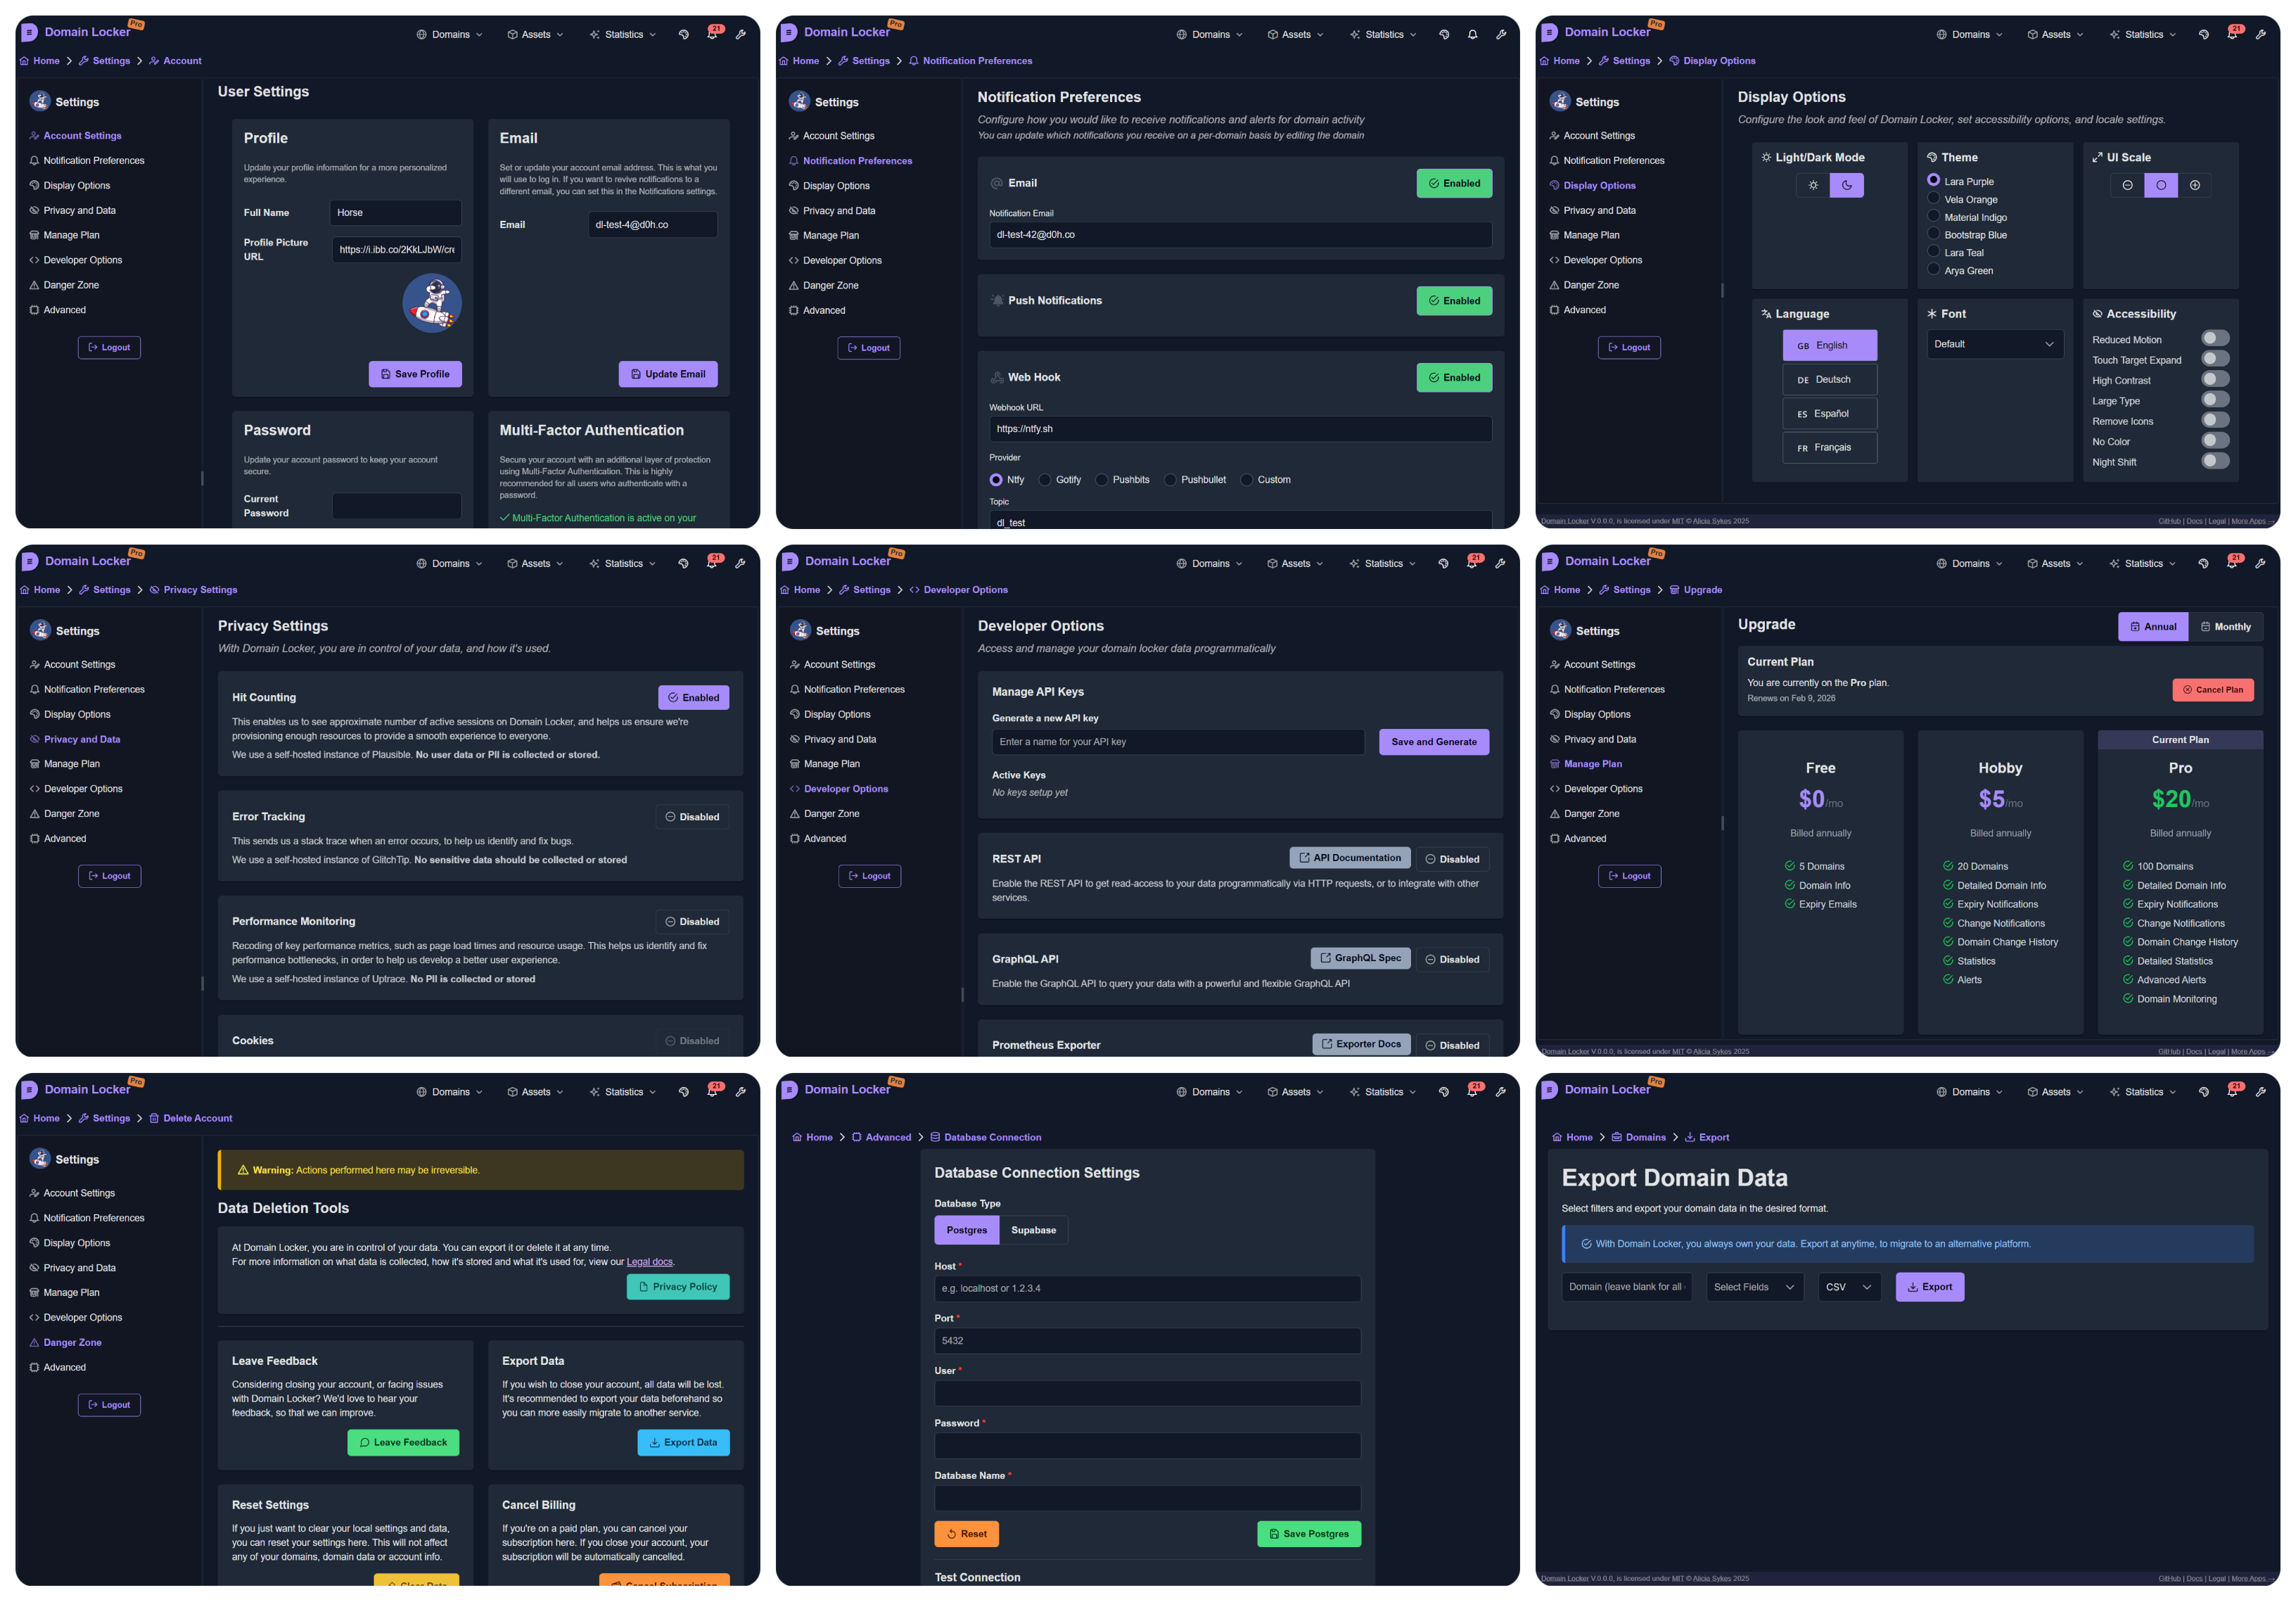 Domain Locker Pro
Domains Assets Statistics 21
Home Settings Account
Settings
Account Settings
Notification Preferences
Display Options
Privacy and Data
Manage Plan
Developer Options
Danger Zone
Advanced
Logout
User Settings
Profile
Update your profile information for a more personalized
experience.
Full Name Horse
Profile Picture
URL
https://i.ibb.co/2KkLJbW/cre
Save Profile
Email
Set or update your account email address. This is what you
will use to log in. If you want to revive notifications to a
different email, you can set this in the Notifications settings.
Email dl-test-4@d0h.co
Update Email
Password
Update your account password to keep your account
secure.
Current
Password
Multi-Factor Authentication
Secure your account with an additional layer of protection
using Multi-Factor Authentication. This is highly
recommended for all users who authenticate with a
password.
Multi-Factor Authentication is active on your
Domain Locker Pro
Domains Assets Statistics
Home Settings Notification Preferences
Settings
Account Settings
Notification Preferences
Display Options
Privacy and Data
Manage Plan
Developer Options
Danger Zone
Advanced
Logout
Notification Preferences
Configure how you would like to receive notifications and alerts for domain activity
You can update which notifications you receive on a per-domain basis by editing the domain
Email Enabled
Notification Email
dl-test-42@d0h.co
Push Notifications Enabled
Web Hook Enabled
Webhook URL
https://ntfy.sh
Provider
Ntfy Gotify Pushbits Pushbullet Custom
Topic
dl_test
Domain Locker Pro
Domains Assets Statistics 21
Home Settings Display Options
Settings
Account Settings
Notification Preferences
Display Options
Privacy and Data
Manage Plan
Developer Options
Danger Zone
Advanced
Logout
Display Options
Configure the look and feel of Domain Locker, set accessibility options, and locale settings.
Light/Dark Mode
Theme
Lara Purple
Vela Orange
Material Indigo
Bootstrap Blue
Lara Teal
Arya Green
UI Scale
Language
GB English
DE Deutsch
ES Español
FR Français
Font
Default
Accessibility
Reduced Motion
Touch Target Expand
High Contrast
Large Type
Remove Icons
No Color
Night Shift
Domain Locker V.0.0.0, is licensed under MIT © Alicia Sykes 2025
GitHub | Docs | Legal | More Apps →
Domain Locker Pro
Domains Assets Statistics 21
Home Settings Privacy Settings
Settings
Account Settings
Notification Preferences
Display Options
Privacy and Data
Manage Plan
Developer Options
Danger Zone
Advanced
Logout
Privacy Settings
With Domain Locker, you are in control of your data, and how it's used.
Hit Counting Enabled
This enables us to see approximate number of active sessions on Domain Locker, and helps us ensure we're
provisioning enough resources to provide a smooth experience to everyone.
We use a self-hosted instance of Plausible. No user data or PII is collected or stored.
Error Tracking Disabled
This sends us a stack trace when an error occurs, to help us identify and fix bugs.
We use a self-hosted instance of GlitchTip. No sensitive data should be collected or stored
Performance Monitoring Disabled
Recoding of key performance metrics, such as page load times and resource usage. This helps us identify and fix
performance bottlenecks, in order to help us develop a better user experience.
We use a self-hosted instance of Uptrace. No PII is collected or stored
Cookies Disabled
Domain Locker Pro
Domains Assets Statistics 21
Home Settings Developer Options
Settings
Account Settings
Notification Preferences
Display Options
Privacy and Data
Manage Plan
Developer Options
Danger Zone
Advanced
Logout
Developer Options
Access and manage your domain locker data programmatically
Manage API Keys
Generate a new API key
Enter a name for your API key Save and Generate
Active Keys
No keys setup yet
REST API API Documentation Disabled
Enable the REST API to get read-access to your data programmatically via HTTP requests, or to integrate with other
services.
GraphQL API GraphQL Spec Disabled
Enable the GraphQL API to query your data with a powerful and flexible GraphQL API
Prometheus Exporter Exporter Docs Disabled
Domain Locker Pro
Domains Assets Statistics 21
Home Settings Upgrade
Settings
Account Settings
Notification Preferences
Display Options
Privacy and Data
Manage Plan
Developer Options
Danger Zone
Advanced
Logout
Upgrade Annual Monthly
Current Plan
You are currently on the Pro plan.
Renews on Feb 9, 2026
Cancel Plan
Free
$0/mo
Billed annually
5 Domains
Domain Info
Expiry Emails
Hobby
$5/mo
Billed annually
20 Domains
Detailed Domain Info
Expiry Notifications
Change Notifications
Domain Change History
Statistics
Alerts
Current Plan
Pro
$20/mo
Billed annually
100 Domains
Detailed Domain Info
Expiry Notifications
Change Notifications
Domain Change History
Detailed Statistics
Advanced Alerts
Domain Monitoring
Domain Locker V.0.0.0, is licensed under MIT © Alicia Sykes 2025
GitHub | Docs | Legal | More Apps →
Domain Locker Pro
Domains Assets Statistics 21
Home Settings Delete Account
Settings
Account Settings
Notification Preferences
Display Options
Privacy and Data
Manage Plan
Developer Options
Danger Zone
Advanced
Logout
Warning: Actions performed here may be irreversible.
Data Deletion Tools
At Domain Locker, you are in control of your data. You can export it or delete it at any time.
For more information on what data is collected, how it's stored and what it's used for, view our Legal docs.
Privacy Policy
Leave Feedback
Considering closing your account, or facing issues
with Domain Locker? We'd love to hear your
feedback, so that we can improve.
Leave Feedback
Export Data
If you wish to close your account, all data will be lost.
It's recommended to export your data beforehand so
you can more easily migrate to another service.
Export Data
Reset Settings
If you just want to clear your local settings and data,
you can reset your settings here. This will not affect
any of your domains, domain data or account info.
Clear Data
Cancel Billing
If you're on a paid plan, you can cancel your
subscription here. If you close your account, your
subscription will be automatically cancelled.
Cancel Subscription
Domain Locker Pro
Domains Assets Statistics 21
Home Advanced Database Connection
Database Connection Settings
Database Type
Postgres Supabase
Host *
e.g. localhost or 1.2.3.4
Port *
5432
User *
Password *
Database Name *
Reset Save Postgres
Test Connection
Domain Locker Pro
Domains Assets Statistics 21
Home Domains Export
Export Domain Data
Select filters and export your domain data in the desired format.
With Domain Locker, you always own your data. Export at anytime, to migrate to an alternative platform.
Domain (leave blank for all Select Fields CSV Export
Domain Locker V.0.0.0, is licensed under MIT © Alicia Sykes 2025
GitHub | Docs | Legal | More Apps →